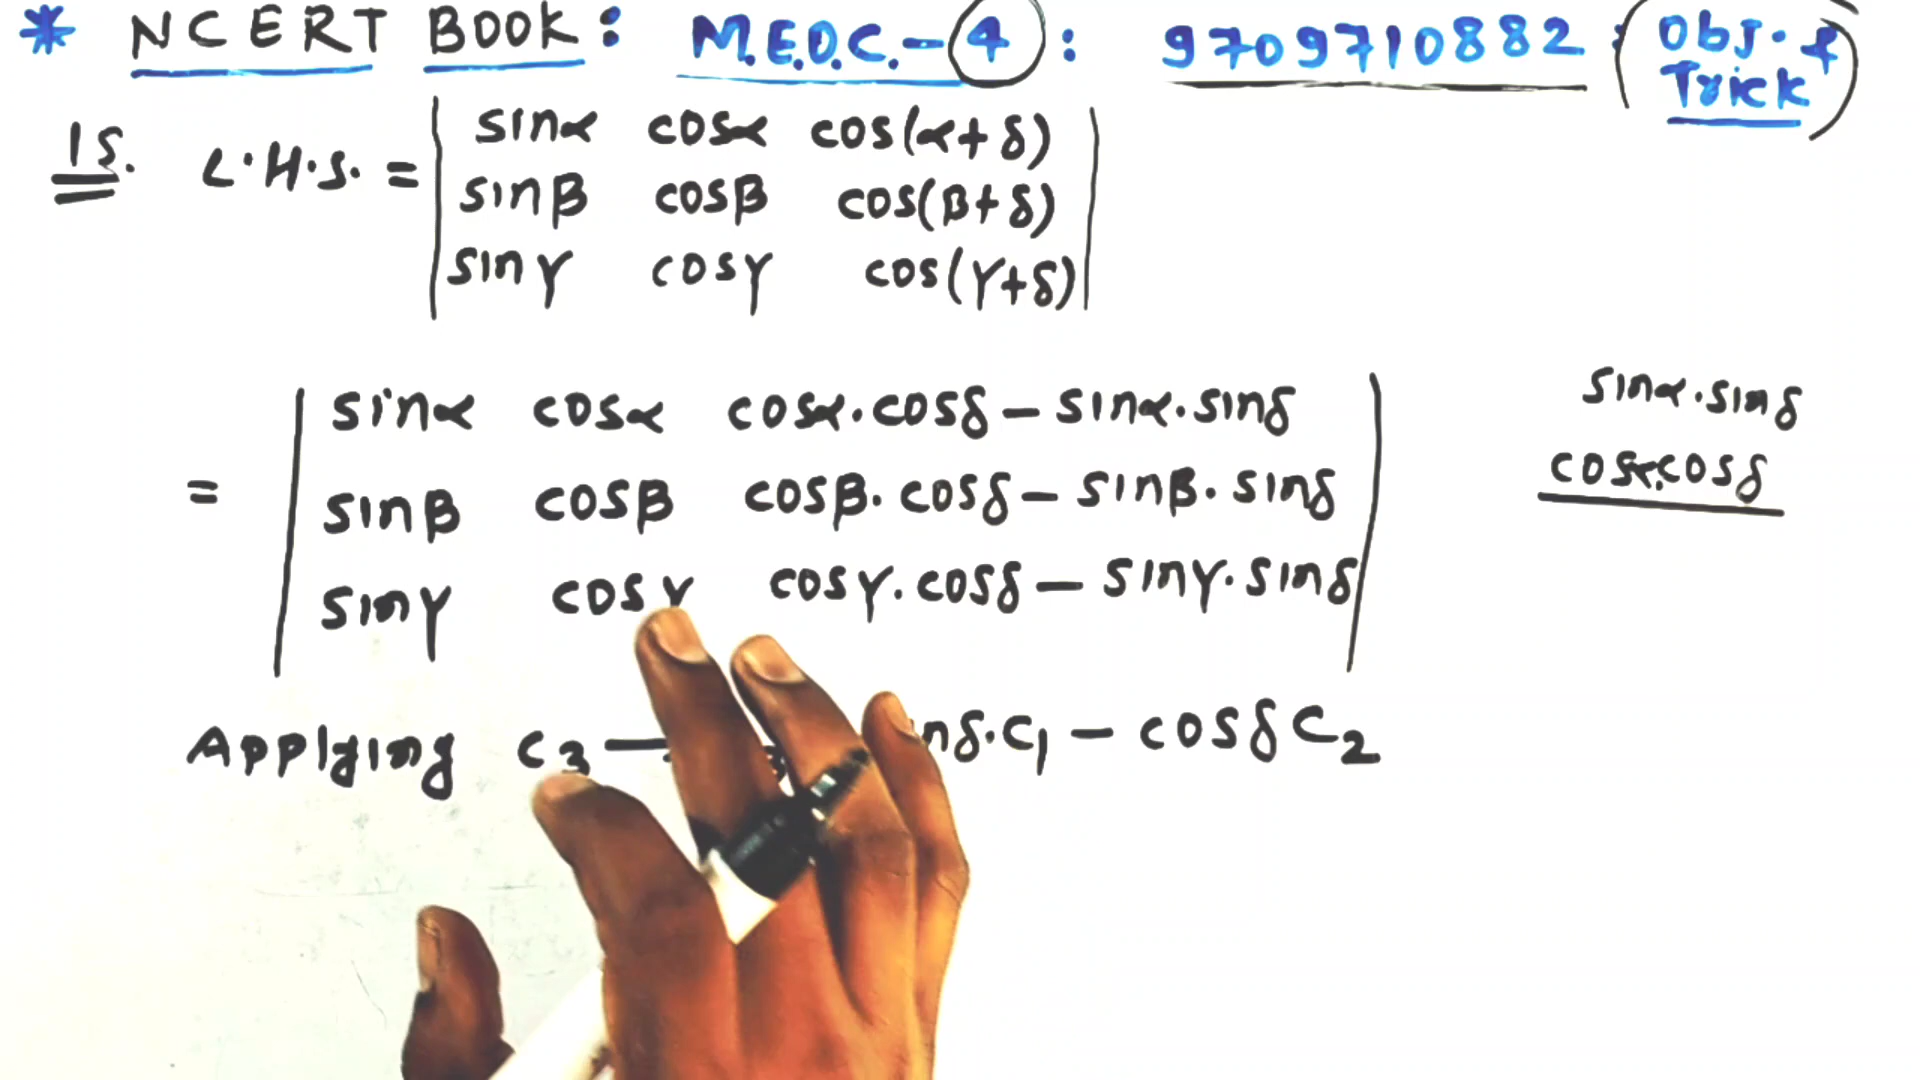 * NCERT BOOK: M.E.O.C.-4: 9709710882: Obj. &
Trick
15. L.H.S. = | sinα cosα cos(α+δ) |
| sinβ cosβ cos(β+δ) |
| sinγ cosγ cos(γ+δ) |
= | sinα cosα cosα.cosδ - sinα.sinδ |
| sinβ cosβ cosβ.cosδ - sinβ.sinδ |
| sinγ cosγ cosγ.cosδ - sinγ.sinδ |
sinα.sinδ
cosα.cosδ
Applying C3 nδ.C1 - cosδ C2